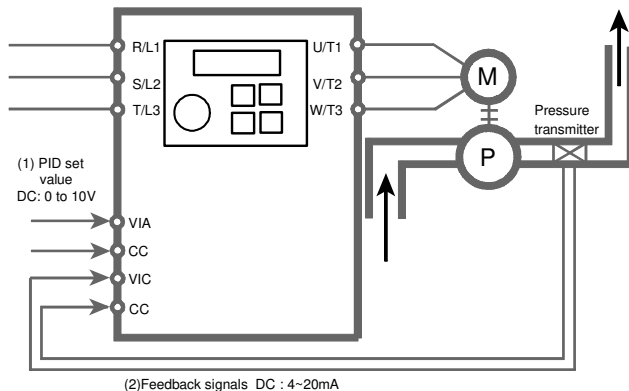 R/L1
U/T1
S/L2
V/T2
T/L3
W/T3
M
P
Pressure
transmitter
(1) PID set
value
DC: 0 to 10V
VIA
CC
VIC
CC
(2)Feedback signals DC : 4~20mA